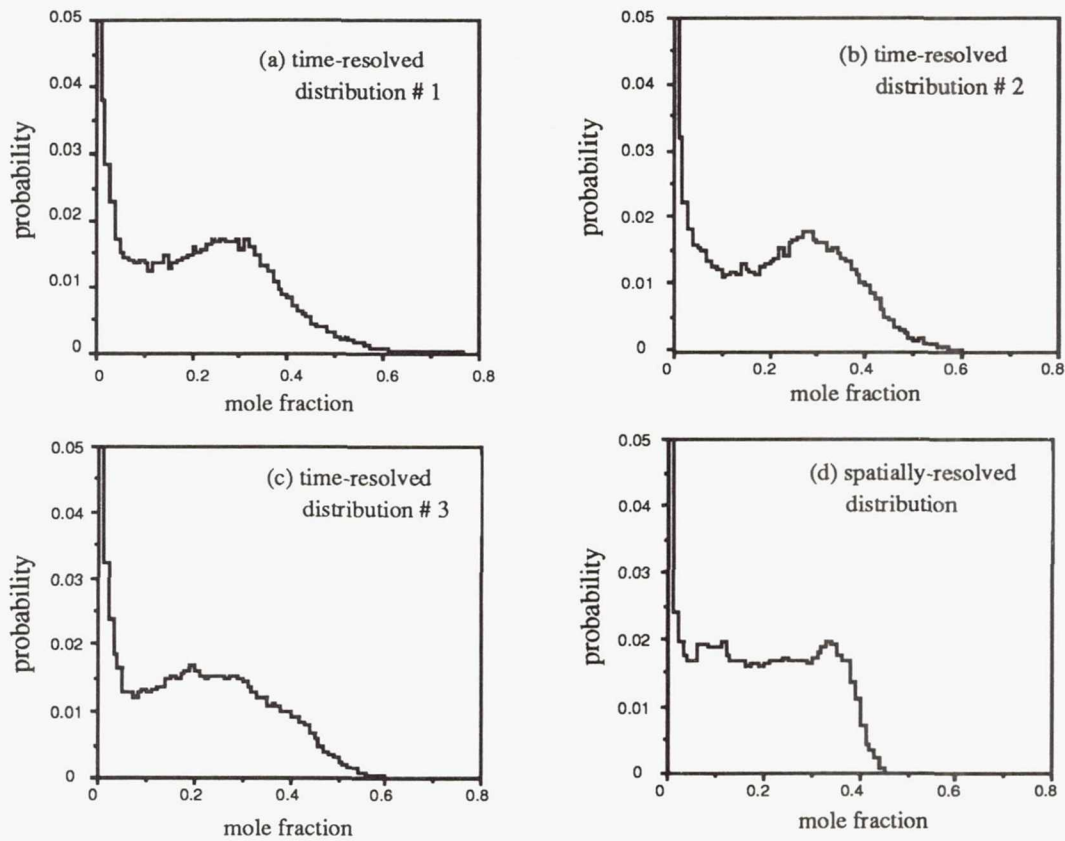 (a) time-resolved
distribution # 1
probability
0.05
0.04
0.03
0.02
0.01
0
0 0.2 0.4 0.6 0.8
mole fraction
(b) time-resolved
distribution # 2
probability
0.05
0.04
0.03
0.02
0.01
0
0 0.2 0.4 0.6 0.8
mole fraction
(c) time-resolved
distribution # 3
probability
0.05
0.04
0.03
0.02
0.01
0
0 0.2 0.4 0.6 0.8
mole fraction
(d) spatially-resolved
distribution
probability
0.05
0.04
0.03
0.02
0.01
0
0 0.2 0.4 0.6 0.8
mole fraction